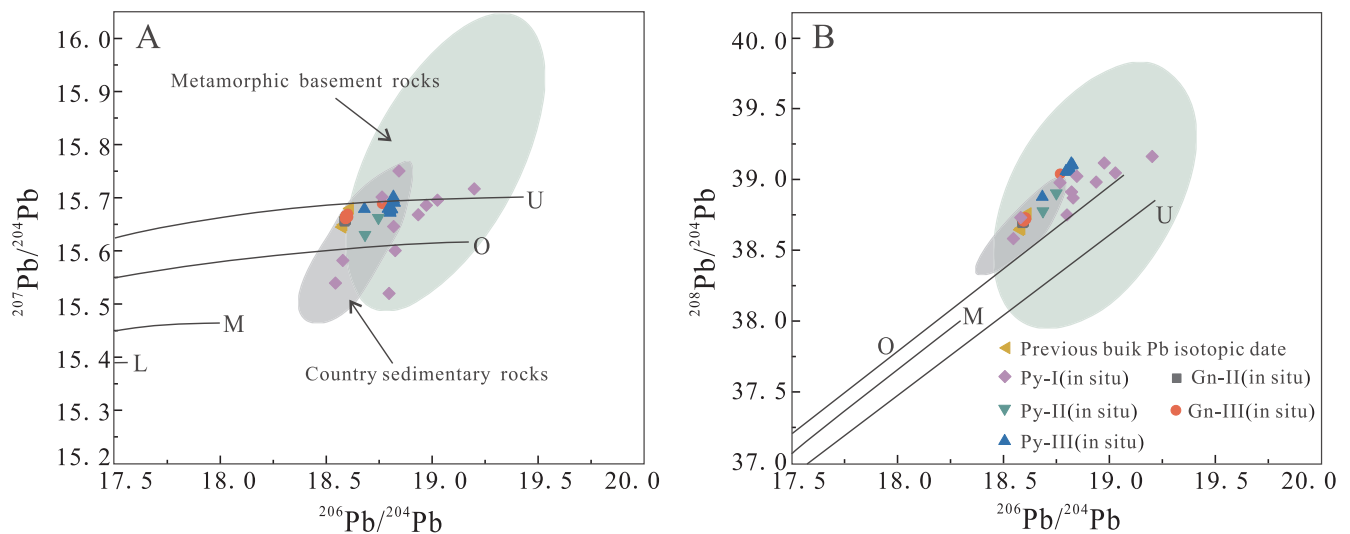 A
16.0
15.9
15.8
15.7
15.6
15.5
15.4
15.3
15.2
17.5 18.0 18.5 19.0 19.5 20.0
²⁰⁷Pb/²⁰⁴Pb
²⁰⁶Pb/²⁰⁴Pb
Metamorphic basement rocks
U
O
M
L
Country sedimentary rocks
B
40.0
39.5
39.0
38.5
38.0
37.5
37.0
17.5 18.0 18.5 19.0 19.5 20.0
²⁰⁸Pb/²⁰⁴Pb
²⁰⁶Pb/²⁰⁴Pb
U
M
O
Previous buik Pb isotopic date
Py-I(in situ) Gn-II(in situ)
Py-II(in situ) Gn-III(in situ)
Py-III(in situ)